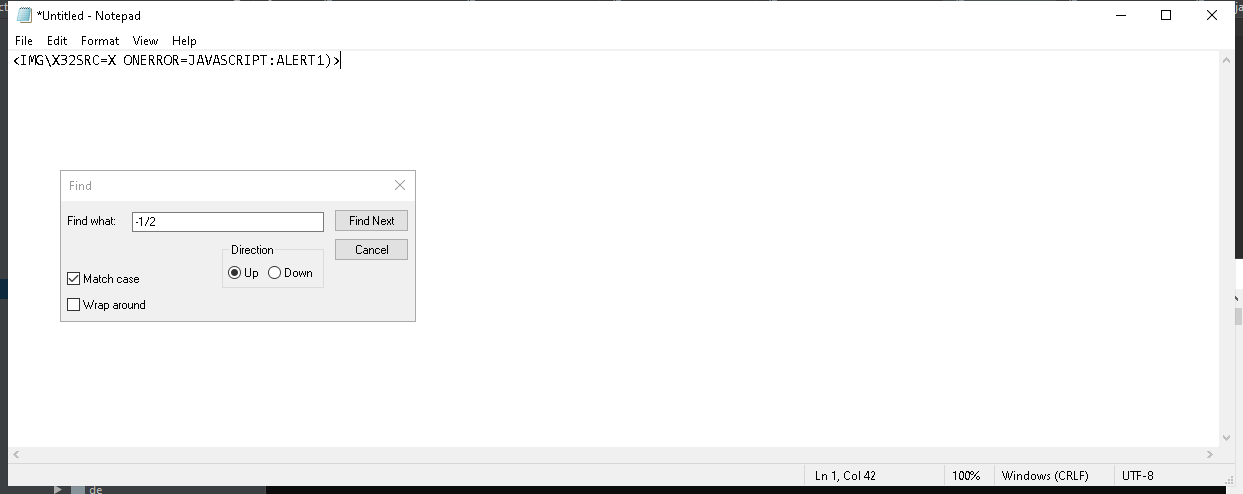 *Untitled - Notepad
File Edit Format View Help
<IMG\X32SRC=X ONERROR=JAVASCRIPT:ALERT1)>
Find
Find what: -1/2 Find Next
Direction Cancel
Up Down
Match case
Wrap around
Ln 1, Col 42 100% Windows (CRLF) UTF-8
de